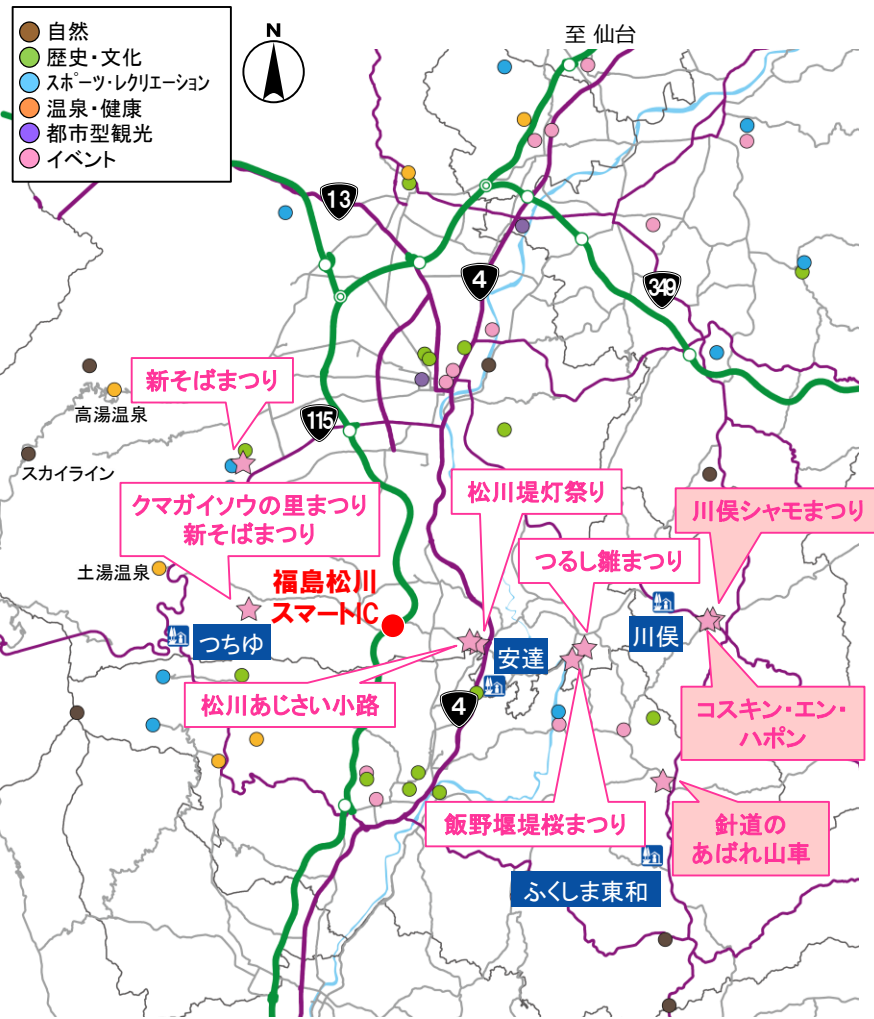 自然
歴史・文化
スポーツ・レクリエーション
温泉・健康
都市型観光
イベント
N
至 仙台
13
4
349
新そばまつり
高湯温泉
115
スカイライン
クマガイソウの里まつり
新そばまつり
松川堤灯祭り
川俣シャモまつり
つるし雛まつり
土湯温泉
福島松川
スマートIC
つちゆ
安達
川俣
松川あじさい小路
4
コスキン・エン・
ハポン
飯野堰堤桜まつり
針道の
あばれ山車
ふくしま東和